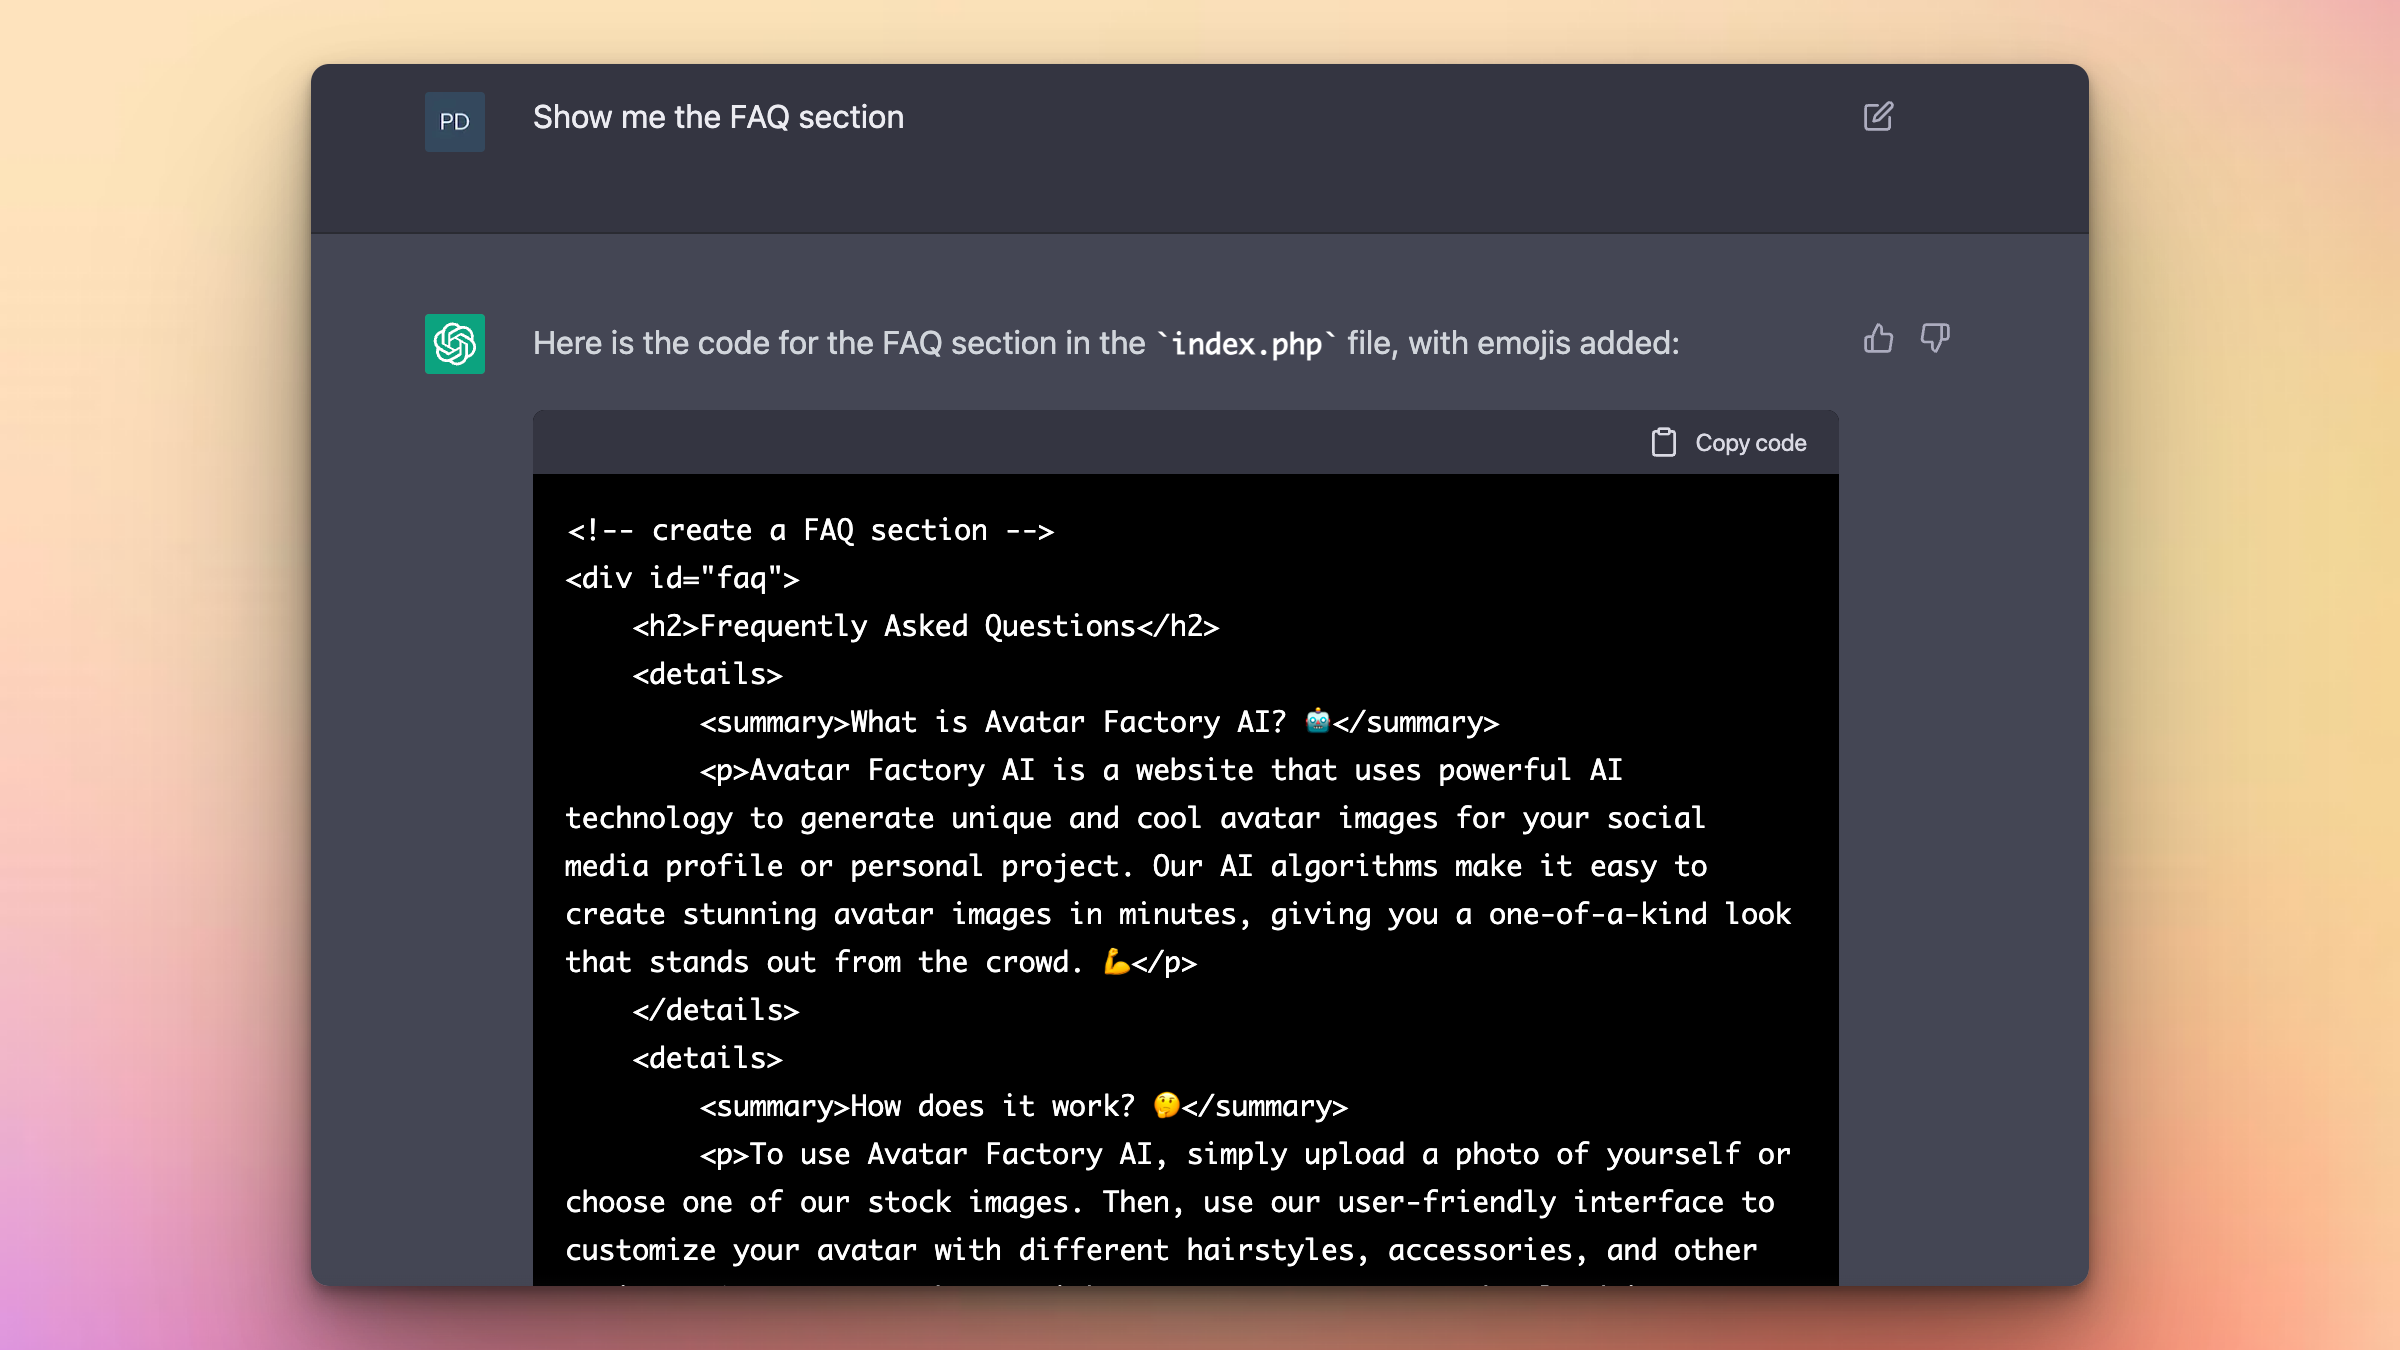 PD
Show me the FAQ section
Here is the code for the FAQ section in the `index.php` file, with emojis added:
Copy code
<!-- create a FAQ section -->
<div id="faq">
    <h2>Frequently Asked Questions</h2>
    <details>
        <summary>What is Avatar Factory AI? 🤖</summary>
        <p>Avatar Factory AI is a website that uses powerful AI
technology to generate unique and cool avatar images for your social
media profile or personal project. Our AI algorithms make it easy to
create stunning avatar images in minutes, giving you a one-of-a-kind look
that stands out from the crowd. 💪</p>
    </details>
    <details>
        <summary>How does it work? 🤔</summary>
        <p>To use Avatar Factory AI, simply upload a photo of yourself or
choose one of our stock images. Then, use our user-friendly interface to
customize your avatar with different hairstyles, accessories, and other